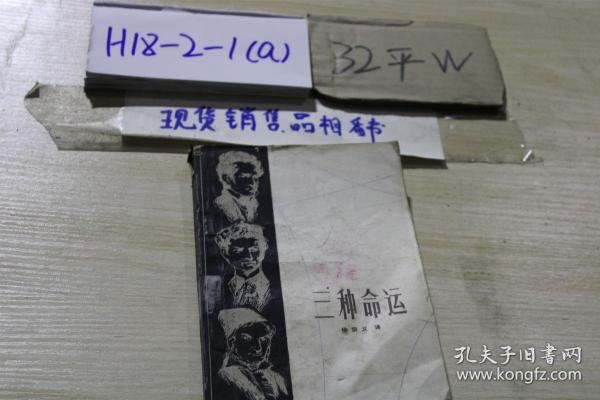 H18-2-1(a)
32平W
现货销售品相看书
三种命运
孔夫子旧書网
www.kongfz.com